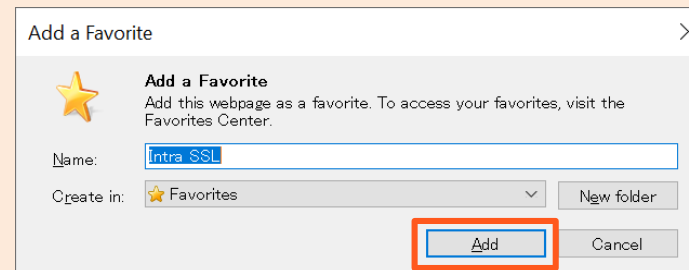 Add a Favorite
Add a Favorite
Add this webpage as a favorite. To access your favorites, visit the
Favorites Center.
Name: Intra SSL
Create in: Favorites New folder
Add Cancel